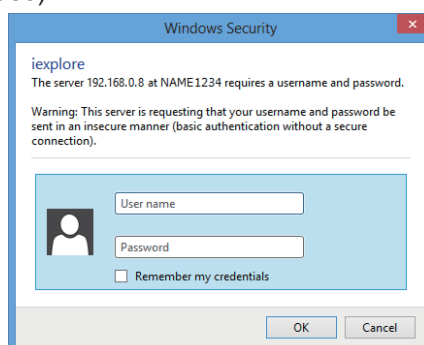 Windows Security
iexplore
The server 192.168.0.8 at NAME1234 requires a username and password.
Warning: This server is requesting that your username and password be
sent in an insecure manner (basic authentication without a secure
connection).
User name
Password
Remember my credentials
OK Cancel